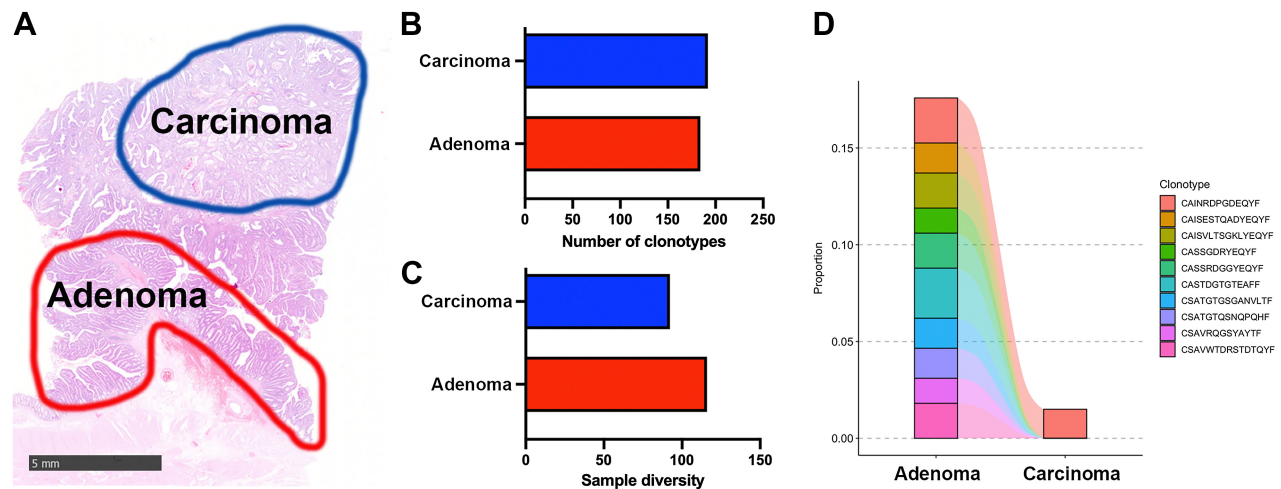 A
Carcinoma
Adenoma
5 mm
B
Carcinoma
Adenoma
0 50 100 150 200 250
Number of clonotypes
C
Carcinoma
Adenoma
0 50 100 150
Sample diversity
D
Proportion
0.15
0.10
0.05
0.00
Adenoma Carcinoma
Clonotype
CAINRDPGDEQYF
CAISESTQADYEQYF
CAISVLTSGKLYEQYF
CASSGDRYEQYF
CASSRDGGYEQYF
CASTDGTGTEAFF
CSATGTGSGANVLTF
CSATGTQSNQPQHF
CSAVRQGSYAYTF
CSAVWTDRSTDTQYF